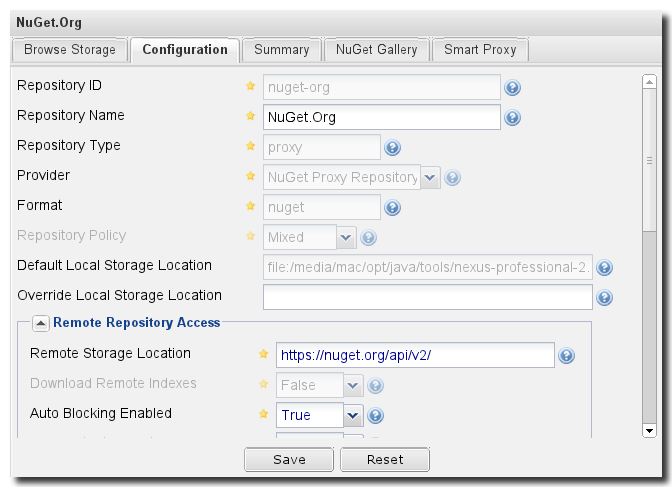 NuGet.Org
Browse Storage Configuration Summary NuGet Gallery Smart Proxy
Repository ID nuget-org
Repository Name NuGet.Org
Repository Type proxy
Provider NuGet Proxy Repository
Format nuget
Repository Policy Mixed
Default Local Storage Location file:/media/mac/opt/java/tools/nexus-professional-2.
Override Local Storage Location
Remote Repository Access
Remote Storage Location https://nuget.org/api/v2/
Download Remote Indexes False
Auto Blocking Enabled True
Save Reset